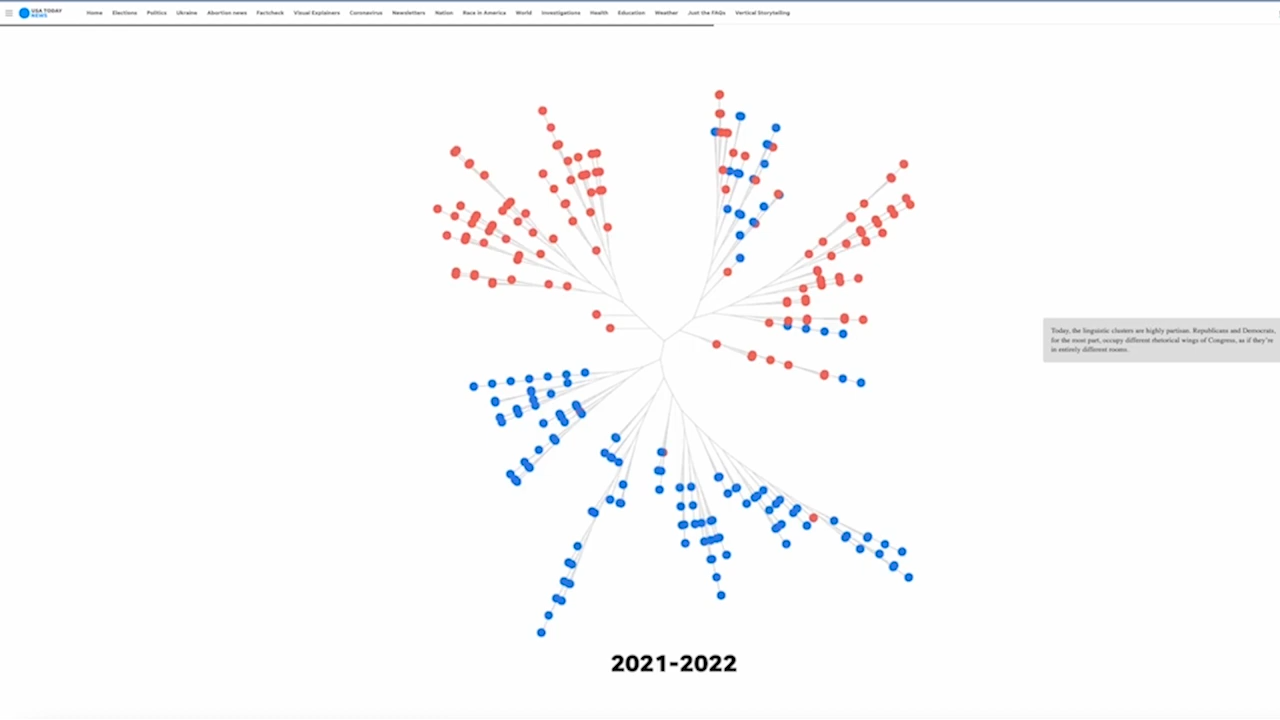 USA TODAY
NEWS
Home Elections Politics Ukraine Abortion news Factcheck Visual Explainers Coronavirus Newsletters Nation Race in America World Investigations Health Education Weather Just the FAQs Vertical Storytelling
Today, the linguistic clusters are highly partisan. Republicans and Democrats,
for the most part, occupy different rhetorical wings of Congress, as if they're
in entirely different rooms.
2021-2022